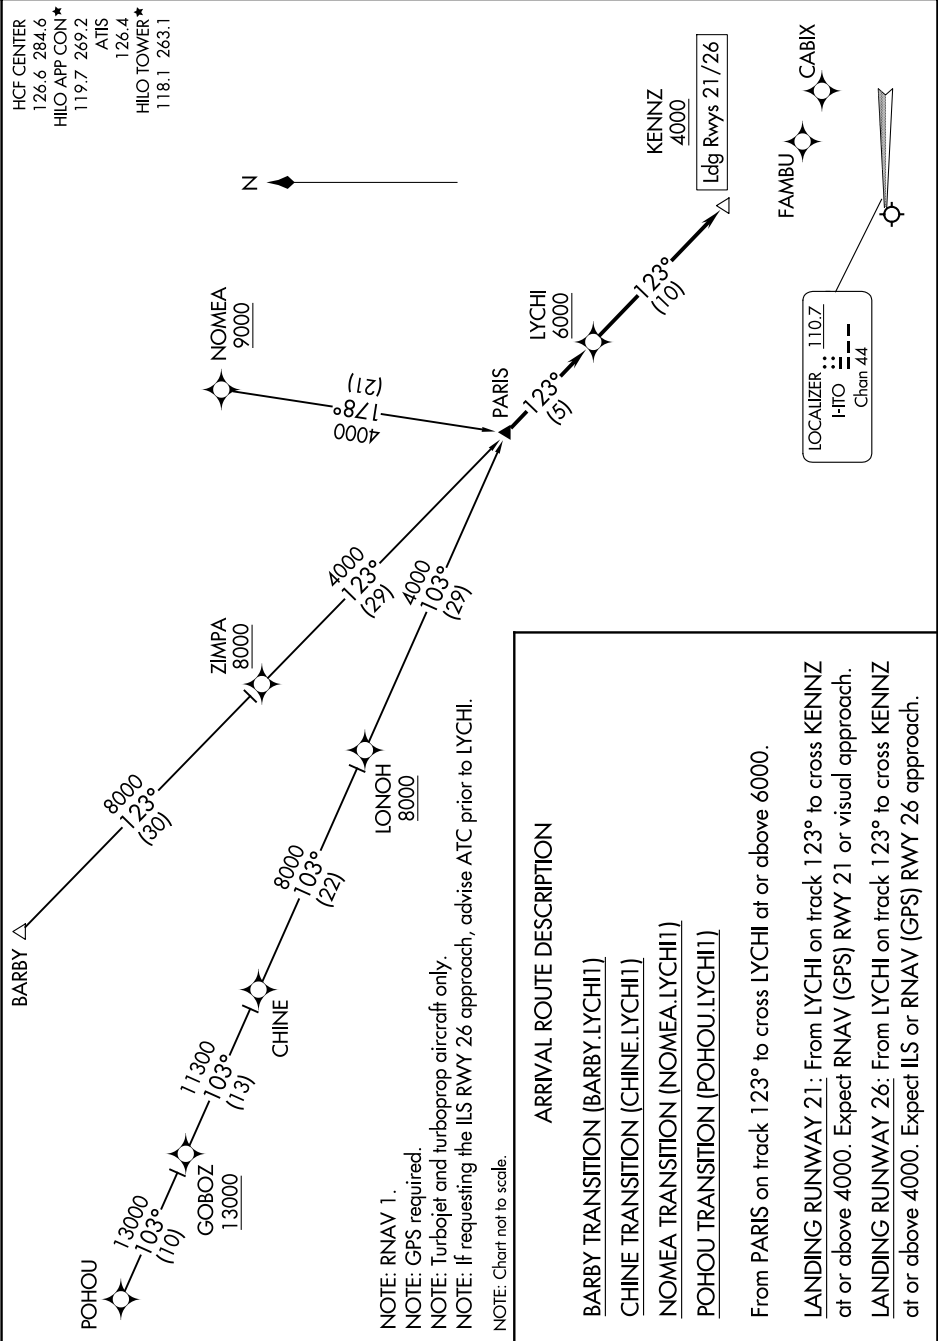 HCF CENTER
126.6 284.6
HILO APP CON★
119.7 269.2
ATIS
126.4
HILO TOWER★
118.1 263.1
BARBY
8000
123°
(30)
ZIMPA
8000
4000
123°
(29)
NOMEA
9000
4000
178°
(21)
N
POHOU
13000
103°
(10)
GOBOZ
13000
11300
103°
(13)
CHINE
8000
103°
(22)
LONOH
8000
4000
103°
(29)
PARIS
123°
(5)
LYCHI
6000
123°
(10)
KENNZ
4000
Ldg Rwys 21/26
FAMBU
CABIX
LOCALIZER 110.7
I-ITO
Chan 44
NOTE: RNAV 1.
NOTE: GPS required.
NOTE: Turbojet and turboprop aircraft only.
NOTE: If requesting the ILS RWY 26 approach, advise ATC prior to LYCHI.
NOTE: Chart not to scale.
ARRIVAL ROUTE DESCRIPTION
BARBY TRANSITION (BARBY.LYCHI1)
CHINE TRANSITION (CHINE.LYCHI1)
NOMEA TRANSITION (NOMEA.LYCHI1)
POHOU TRANSITION (POHOU.LYCHI1)
From PARIS on track 123° to cross LYCHI at or above 6000.
LANDING RUNWAY 21: From LYCHI on track 123° to cross KENNZ
at or above 4000. Expect RNAV (GPS) RWY 21 or visual approach.
LANDING RUNWAY 26: From LYCHI on track 123° to cross KENNZ
at or above 4000. Expect ILS or RNAV (GPS) RWY 26 approach.